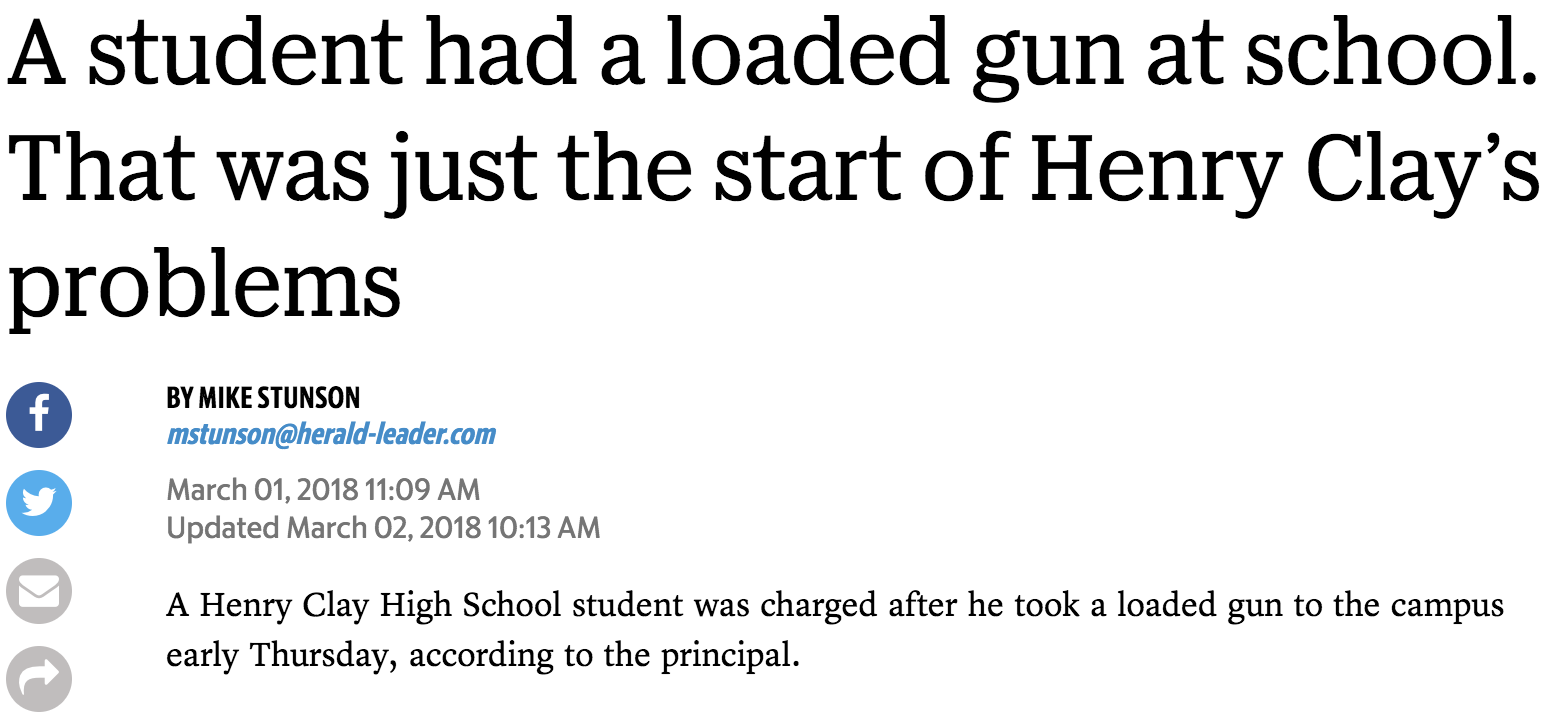 A student had a loaded gun at school.
That was just the start of Henry Clay’s
problems
BY MIKE STUNSON
mstunson@herald-leader.com
March 01, 2018 11:09 AM
Updated March 02, 2018 10:13 AM
A Henry Clay High School student was charged after he took a loaded gun to the campus
early Thursday, according to the principal.